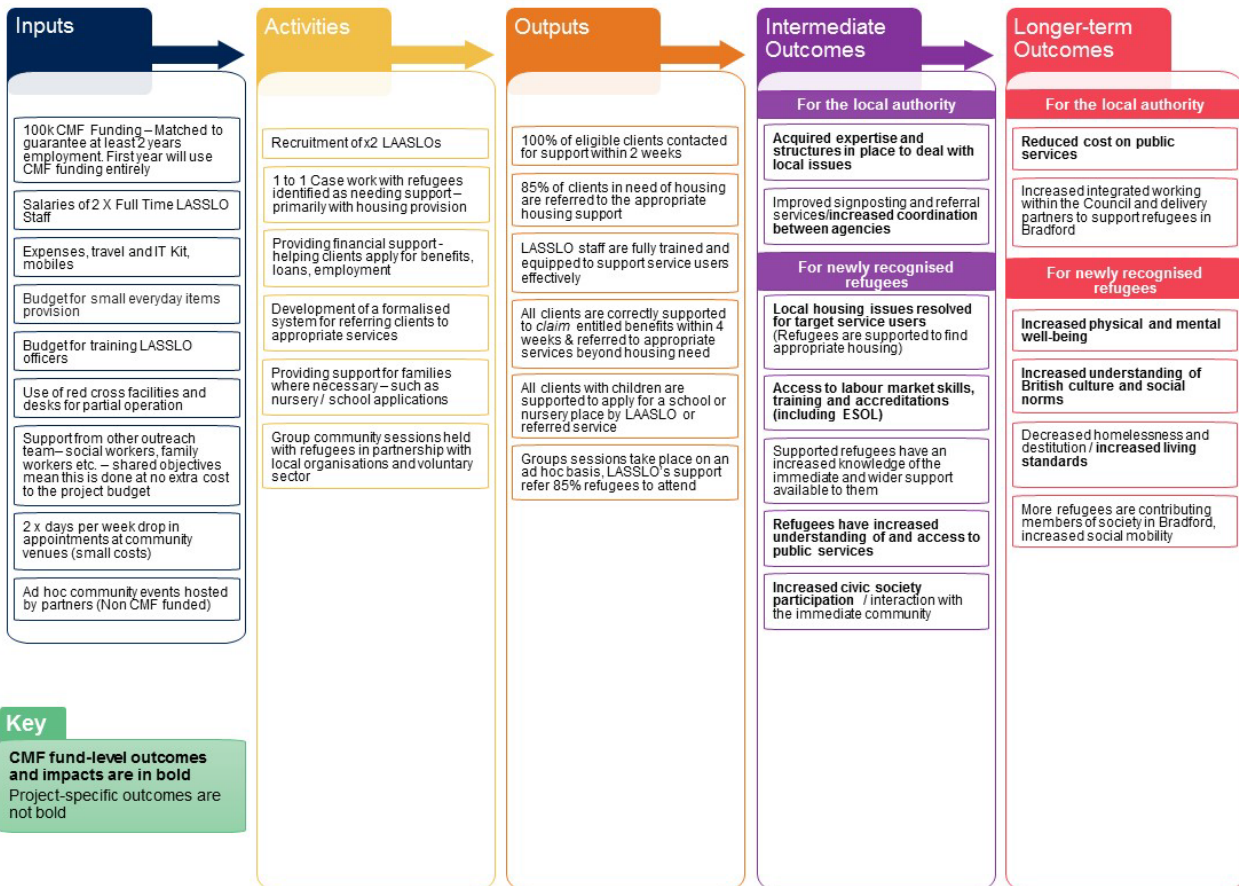 Inputs
100k CMF Funding – Matched to
guarantee at least 2 years
employment. First year will use
CMF funding entirely
Salaries of 2 X Full Time LASSLO
Staff
Expenses, travel and IT Kit,
mobiles
Budget for small everyday items
provision
Budget for training LASSLO
officers
Use of red cross facilities and
desks for partial operation
Support from other outreach
team– social workers, family
workers etc. – shared objectives
mean this is done at no extra cost
to the project budget
2 x days per week drop in
appointments at community
venues (small costs)
Ad hoc community events hosted
by partners (Non CMF funded)
Activities
Recruitment of x2 LAASLOs
1 to 1 Case work with refugees
identified as needing support –
primarily with housing provision
Providing financial support -
helping clients apply for benefits,
loans, employment
Development of a formalised
system for referring clients to
appropriate services
Providing support for families
where necessary – such as
nursery / school applications
Group community sessions held
with refugees in partnership with
local organisations and voluntary
sector
Outputs
100% of eligible clients contacted
for support within 2 weeks
85% of clients in need of housing
are referred to the appropriate
housing support
LASSLO staff are fully trained and
equipped to support service users
effectively
All clients are correctly supported
to claim entitled benefits within 4
weeks & referred to appropriate
services beyond housing need
All clients with children are
supported to apply for a school or
nursery place by LAASLO or
referred service
Groups sessions take place on an
ad hoc basis, LASSLO's support
refer 85% refugees to attend
Intermediate
Outcomes
For the local authority
Acquired expertise and
structures in place to deal with
local issues
Improved signposting and referral
services/increased coordination
between agencies
For newly recognised
refugees
Local housing issues resolved
for target service users
(Refugees are supported to find
appropriate housing)
Access to labour market skills,
training and accreditations
(including ESOL)
Supported refugees have an
increased knowledge of the
immediate and wider support
available to them
Refugees have increased
understanding of and access to
public services
Increased civic society
participation / interaction with
the immediate community
Longer-term
Outcomes
For the local authority
Reduced cost on public
services
Increased integrated working
within the Council and delivery
partners to support refugees in
Bradford
For newly recognised
refugees
Increased physical and mental
well-being
Increased understanding of
British culture and social
norms
Decreased homelessness and
destitution / increased living
standards
More refugees are contributing
members of society in Bradford,
increased social mobility
Key
CMF fund-level outcomes
and impacts are in bold
Project-specific outcomes are
not bold